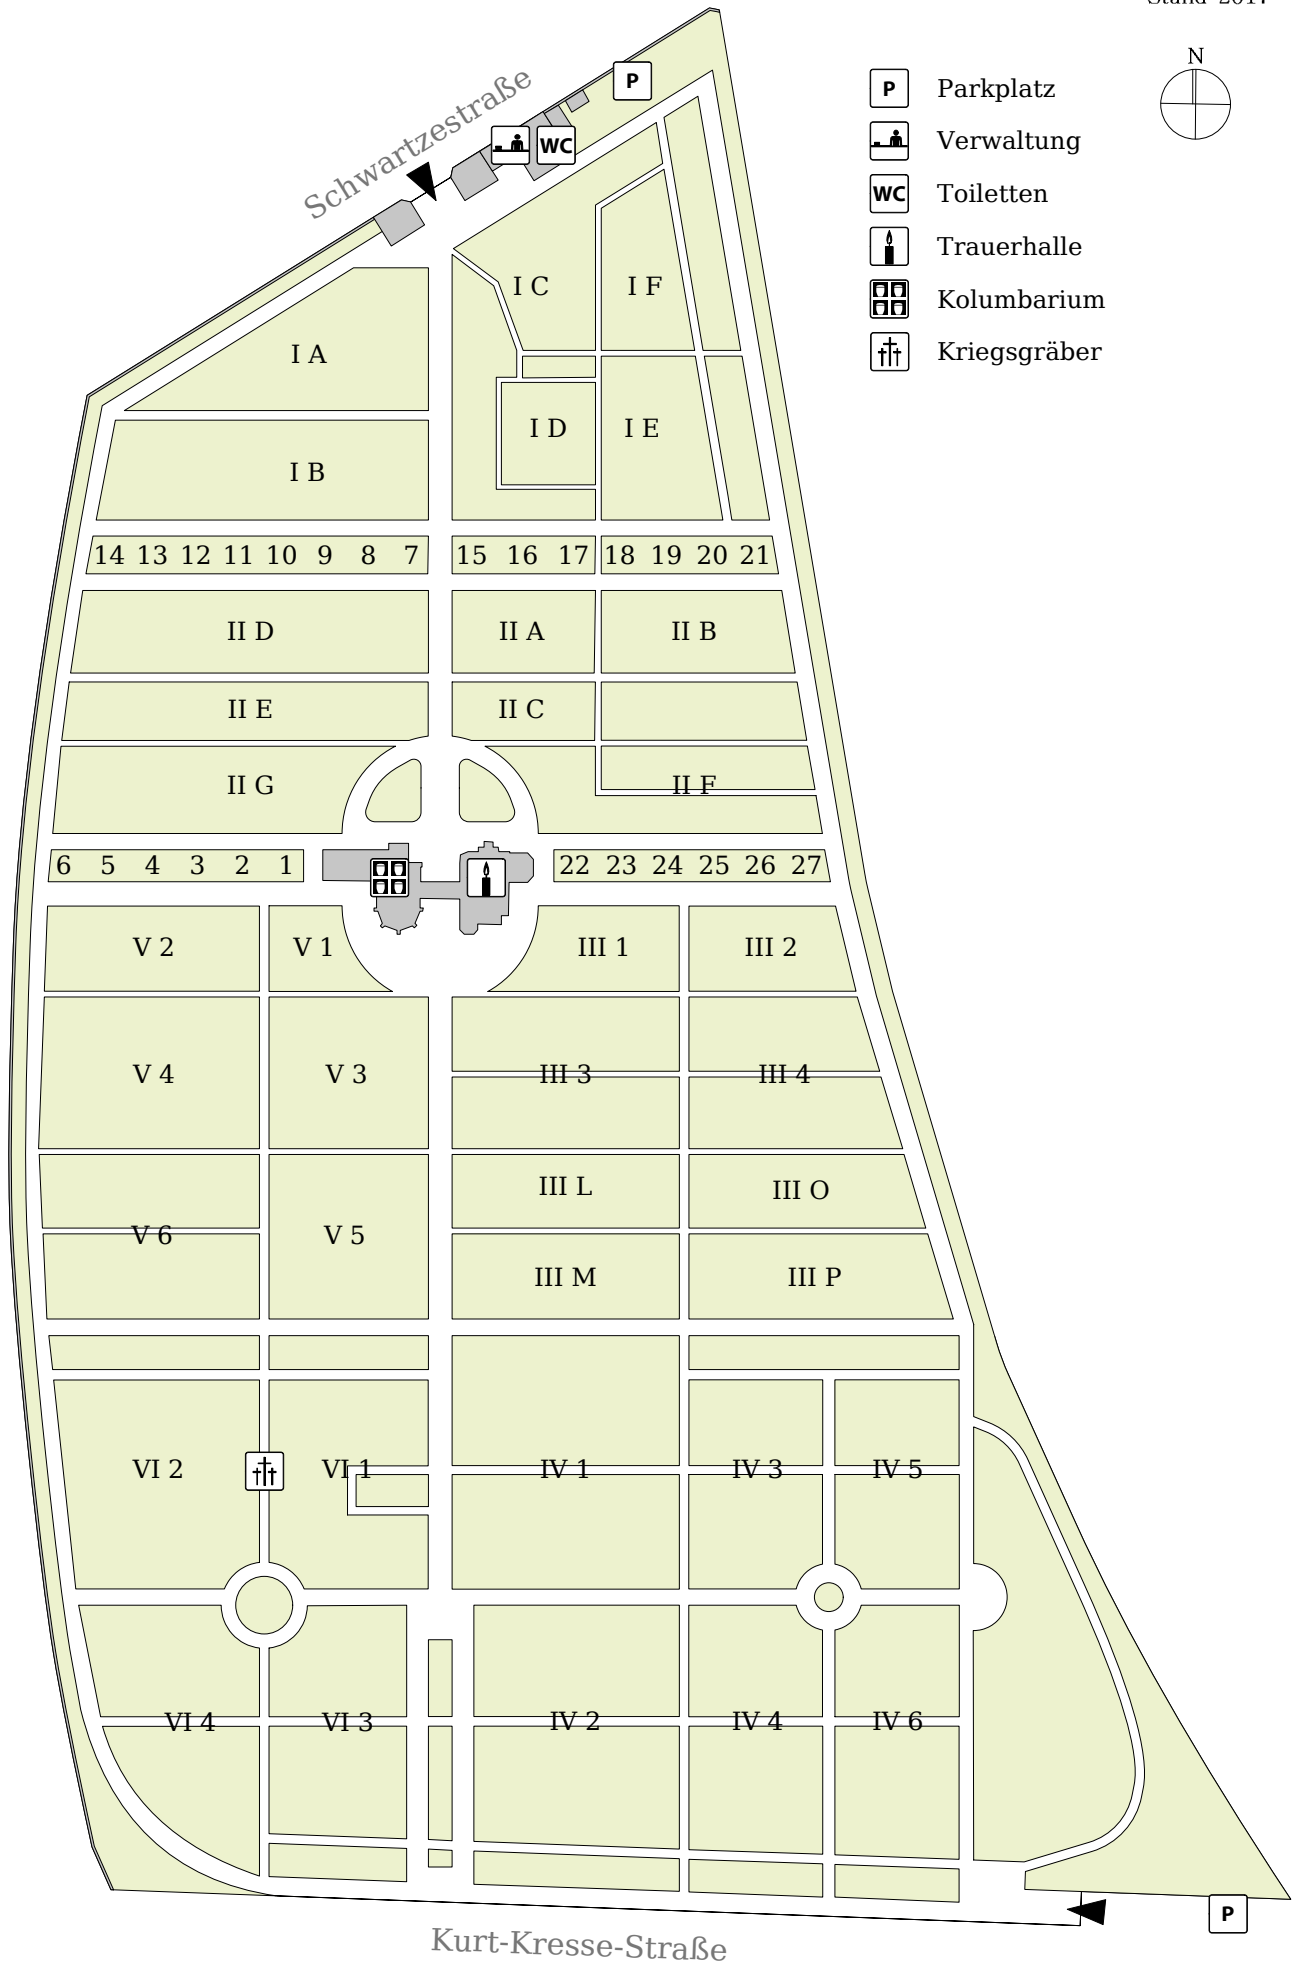 P Parkplatz
Verwaltung
WC Toiletten
Trauerhalle
Kolumbarium
Kriegsgräber
N
P
WC
Schwartzestraße
I C
I F
I A
I D
I E
I B
14 13 12 11 10 9 8 7 15 16 17 18 19 20 21
II D
II A
II B
II E
II C
II G
II F
6 5 4 3 2 1 22 23 24 25 26 27
V 2
V 1
III 1
III 2
V 4
V 3
III 3
III 4
III L
III O
V 6
V 5
III M
III P
VI 2
VI 1
IV 1
IV 3
IV 5
VI 4
VI 3
IV 2
IV 4
IV 6
P
Kurt-Kresse-Straße